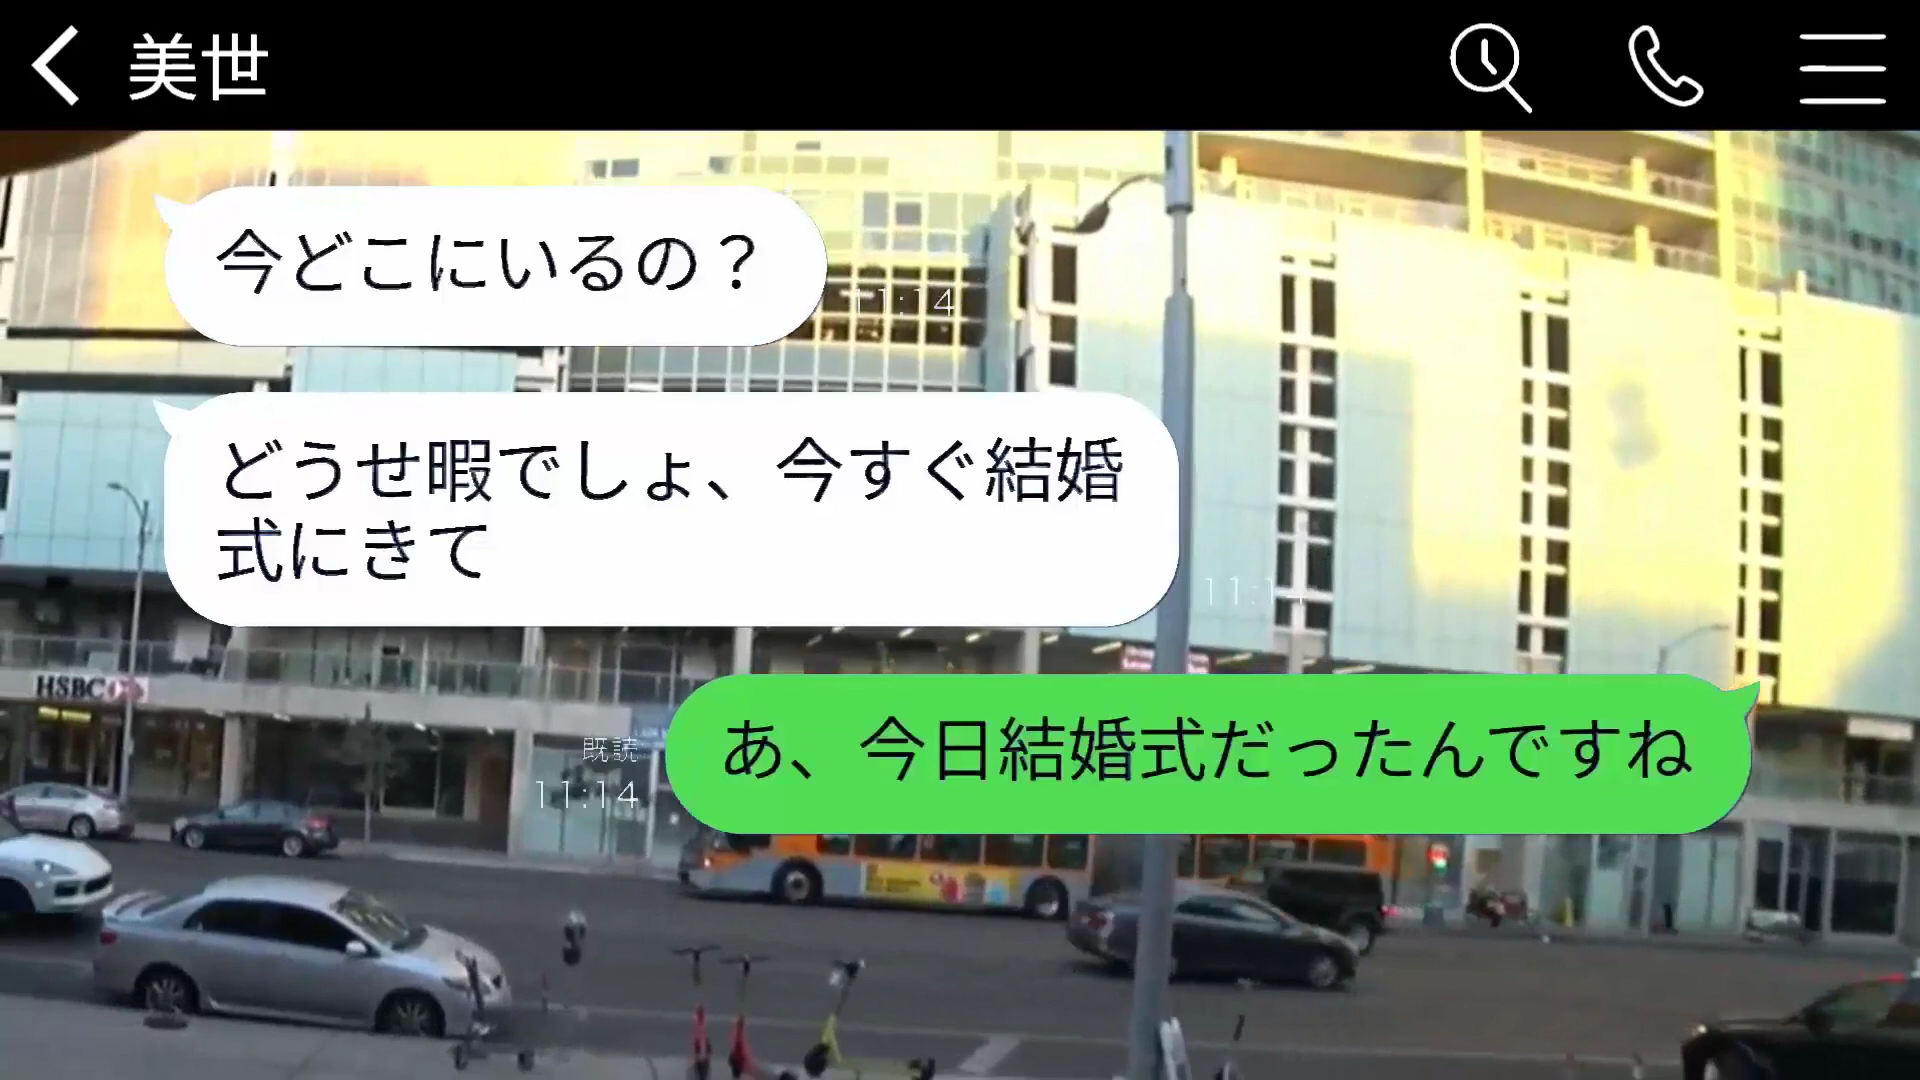 美世
今どこにいるの？
11:14
どうせ暇でしょ、今すぐ結婚
式にきて
11:14
あ、今日結婚式だったんですね
既読
11:14
HSBC